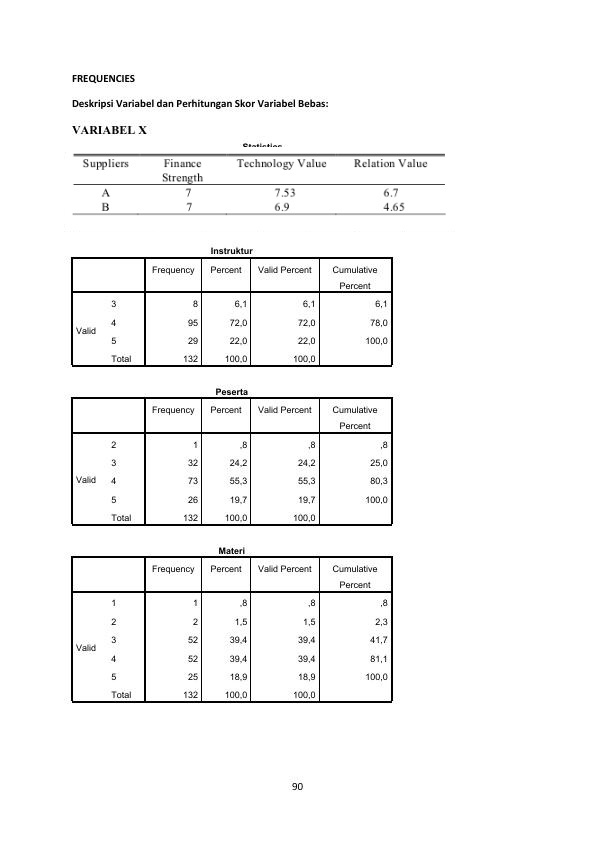 FREQUENCIES
Deskripsi Variabel dan Perhitungan Skor Variabel Bebas:
VARIABEL X
Statistics
Suppliers Finance Technology Value Relation Value
Strength
A 7 7.53 6.7
B 7 6.9 4.65
Instruktur
Frequency Percent Valid Percent Cumulative
Percent
3 8 6,1 6,1 6,1
4 95 72,0 72,0 78,0
Valid
5 29 22,0 22,0 100,0
Total 132 100,0 100,0
Peserta
Frequency Percent Valid Percent Cumulative
Percent
2 1 ,8 ,8 ,8
3 32 24,2 24,2 25,0
Valid 4 73 55,3 55,3 80,3
5 26 19,7 19,7 100,0
Total 132 100,0 100,0
Materi
Frequency Percent Valid Percent Cumulative
Percent
1 1 ,8 ,8 ,8
2 2 1,5 1,5 2,3
3 52 39,4 39,4 41,7
Valid
4 52 39,4 39,4 81,1
5 25 18,9 18,9 100,0
Total 132 100,0 100,0
90